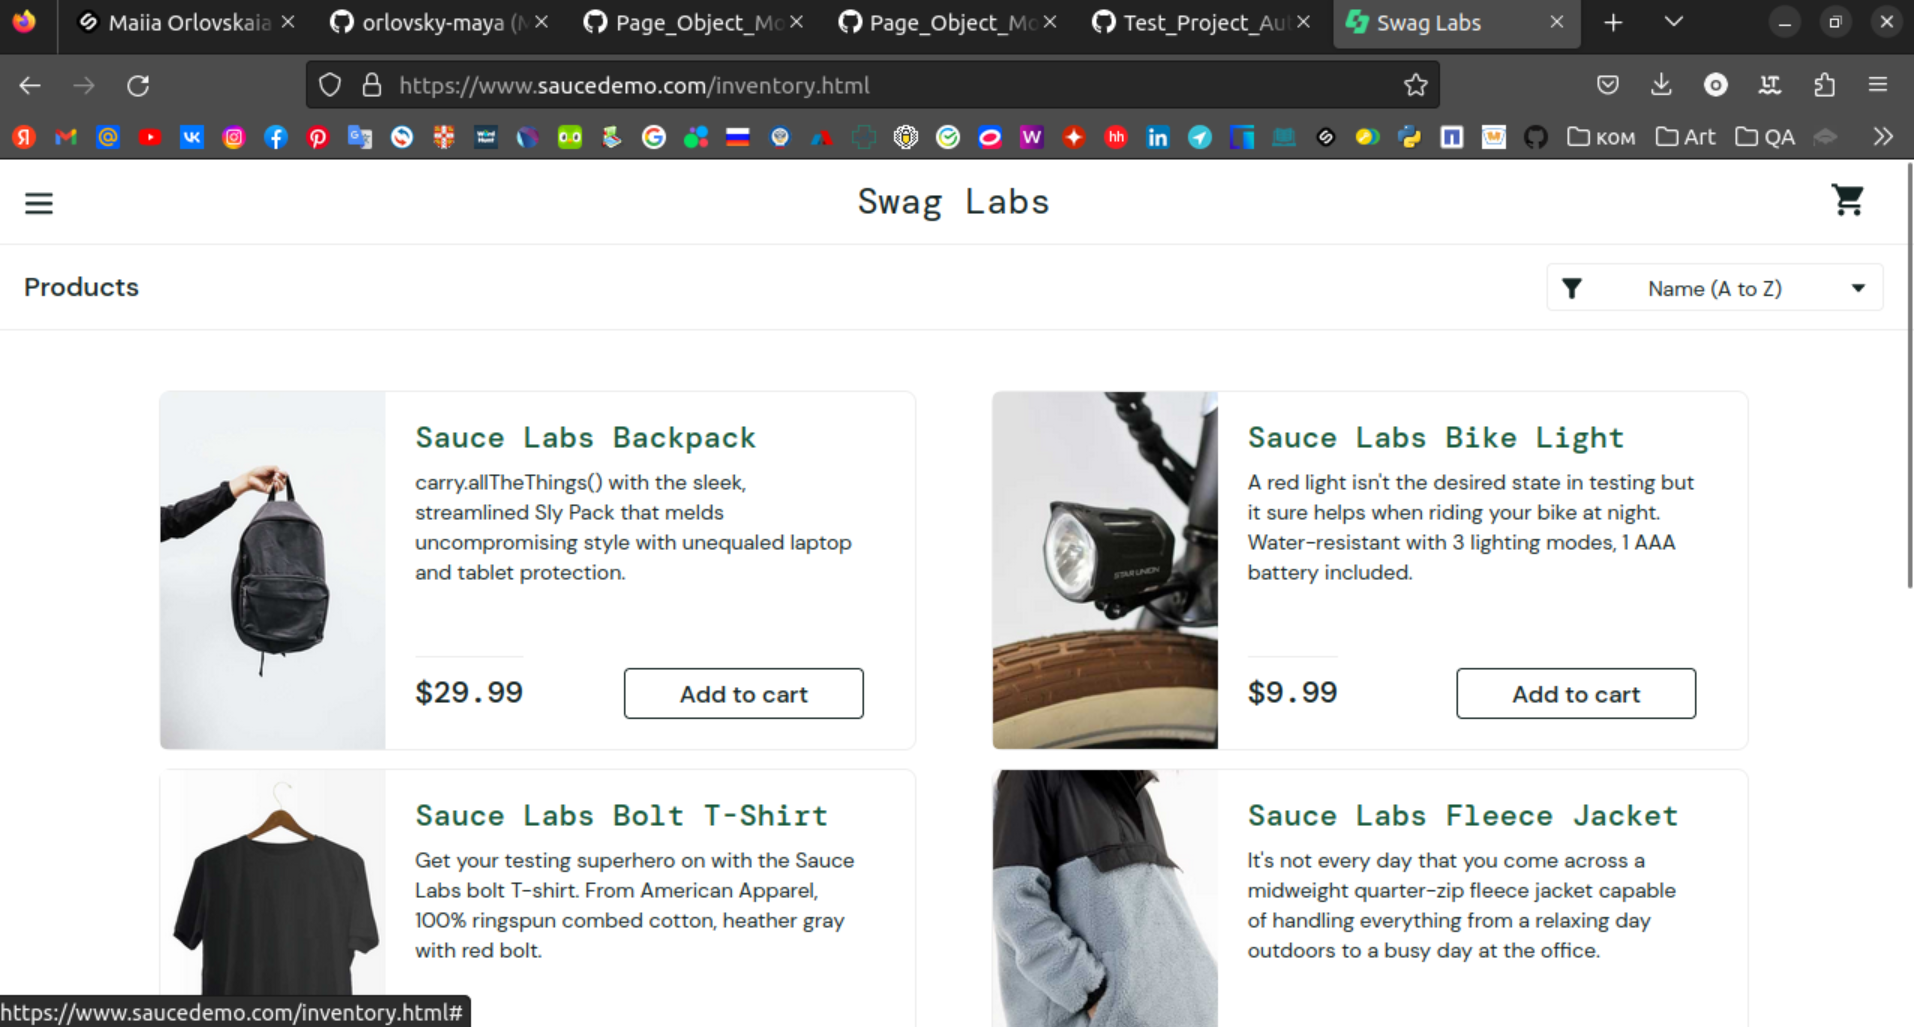 Maiia Orlovskaia
orlovsky-maya (M
Page_Object_Mo
Page_Object_Mo
Test_Project_Aut
Swag Labs
https://www.saucedemo.com/inventory.html
ком
Art
QA
Swag Labs
Products
Name (A to Z)
Sauce Labs Backpack
carry.allTheThings() with the sleek,
streamlined Sly Pack that melds
uncompromising style with unequaled laptop
and tablet protection.
$29.99
Add to cart
Sauce Labs Bike Light
A red light isn't the desired state in testing but
it sure helps when riding your bike at night.
Water-resistant with 3 lighting modes, 1 AAA
battery included.
STAR UNION
$9.99
Add to cart
Sauce Labs Bolt T-Shirt
Get your testing superhero on with the Sauce
Labs bolt T-shirt. From American Apparel,
100% ringspun combed cotton, heather gray
with red bolt.
Sauce Labs Fleece Jacket
It's not every day that you come across a
midweight quarter-zip fleece jacket capable
of handling everything from a relaxing day
outdoors to a busy day at the office.
https://www.saucedemo.com/inventory.html#